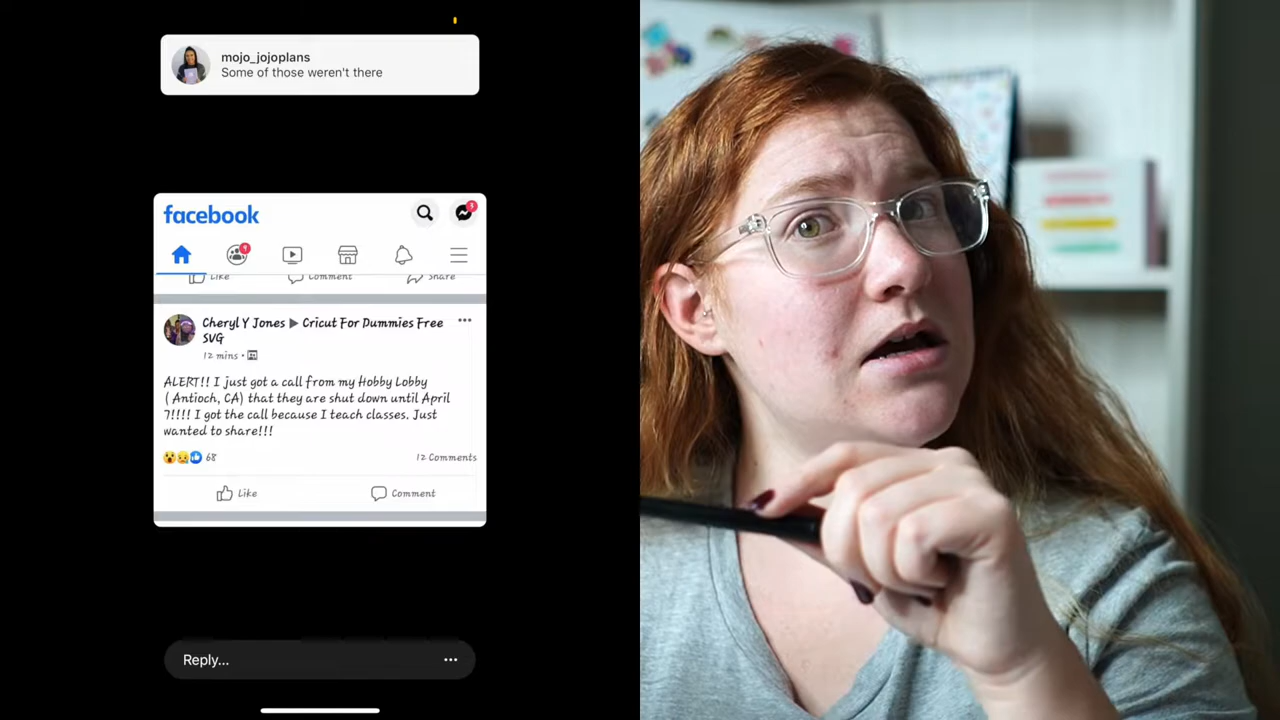 mojo_jojoplans
Some of those weren't there
facebook
3
9
Like Comment Share
Cheryl Y Jones ▶ Cricut For Dummies Free
SVG
12 mins •
ALERT!! I just got a call from my Hobby Lobby
( Antioch, CA) that they are shut down until April
7!!!! I got the call because I teach classes. Just
wanted to share!!!
68
12 Comments
Like Comment
Reply...